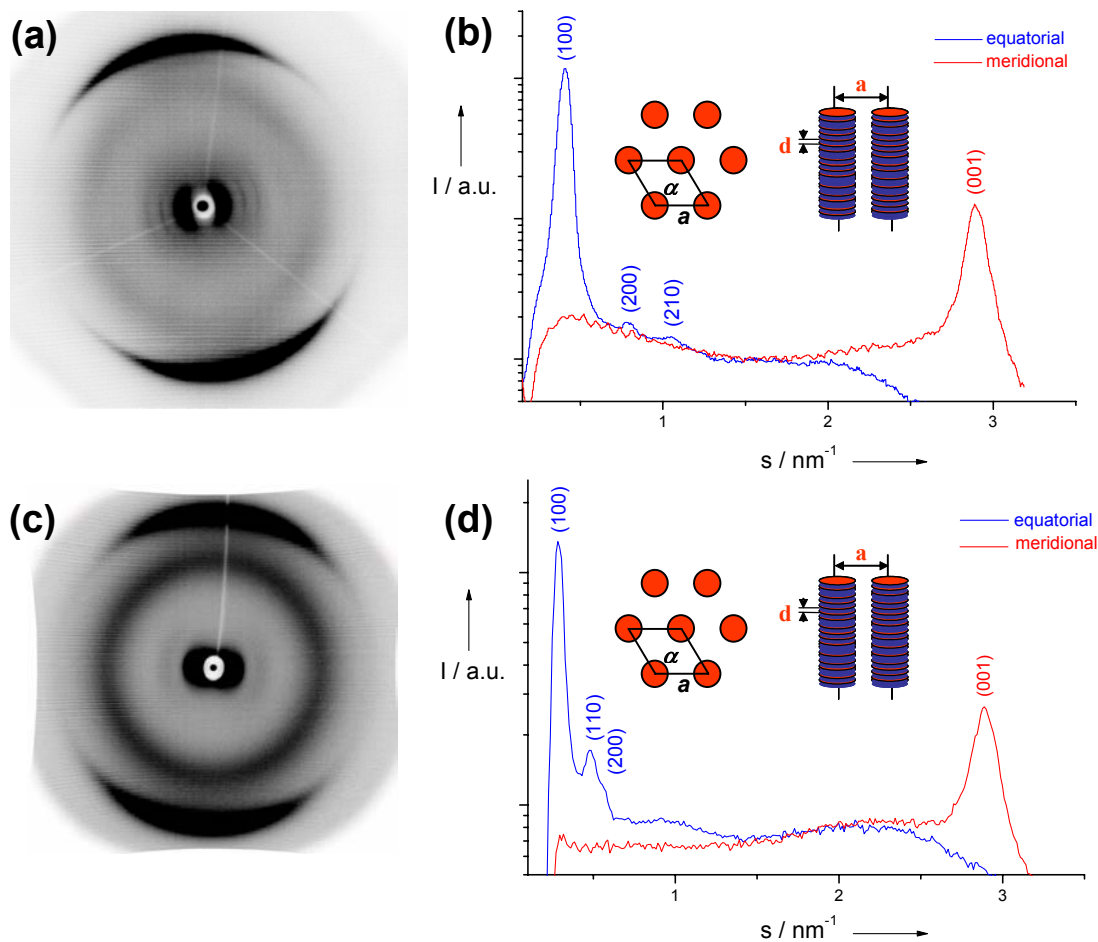 (a)
(b)
(100)
equatorial
meridional
a
d
α
a
(001)
I / a.u.
(200)
(210)
1
2
3
s / nm⁻¹
(c)
(d)
(100)
equatorial
meridional
a
d
α
a
(001)
I / a.u.
(110)
(200)
1
2
3
s / nm⁻¹